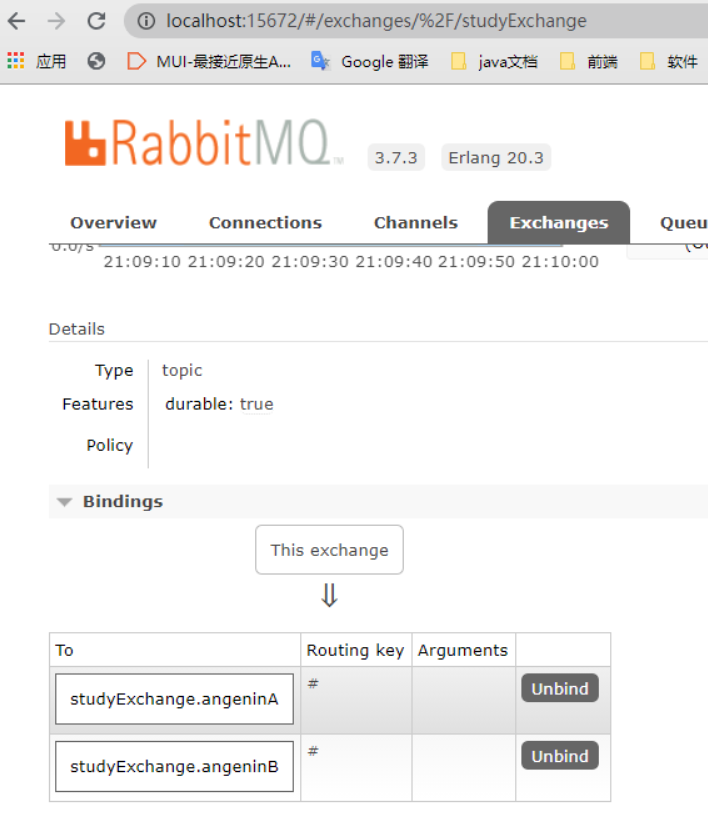 localhost:15672/#/exchanges/%2F/studyExchange
应用 MUI-最接近原生A... Google 翻译 java文档 前端 软件
RabbitMQ TM 3.7.3 Erlang 20.3
Overview Connections Channels Exchanges Queu
0.0/s
21:09:10 21:09:20 21:09:30 21:09:40 21:09:50 21:10:00
Details
Type topic
Features durable: true
Policy
Bindings
This exchange
⇓
To Routing key Arguments
studyExchange.angeninA # Unbind
studyExchange.angeninB # Unbind